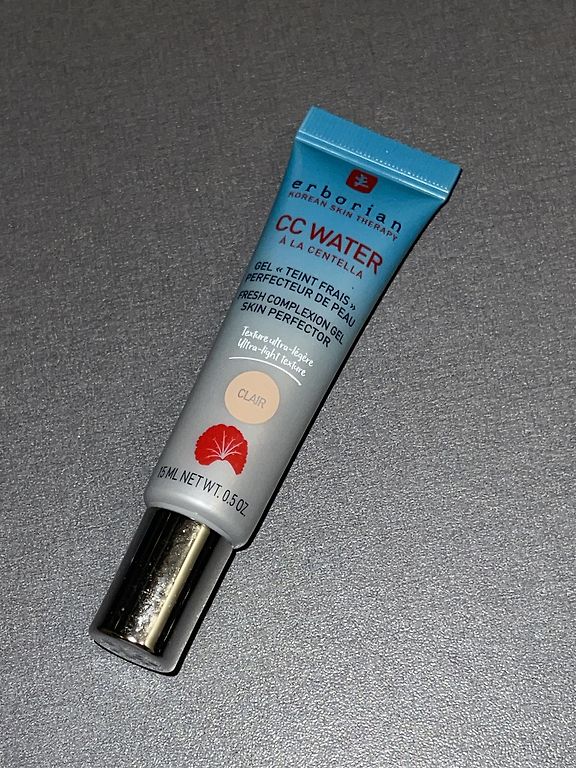 erborian
KOREAN SKIN THERAPY
CC WATER
À LA CENTELLA
GEL « TEINT FRAIS »
PERFECTEUR DE PEAU
FRESH COMPLEXION GEL
SKIN PERFECTOR
Texture ultra-légère
Ultra-light texture
CLAIR
15 ML NET WT. 0.5 OZ.